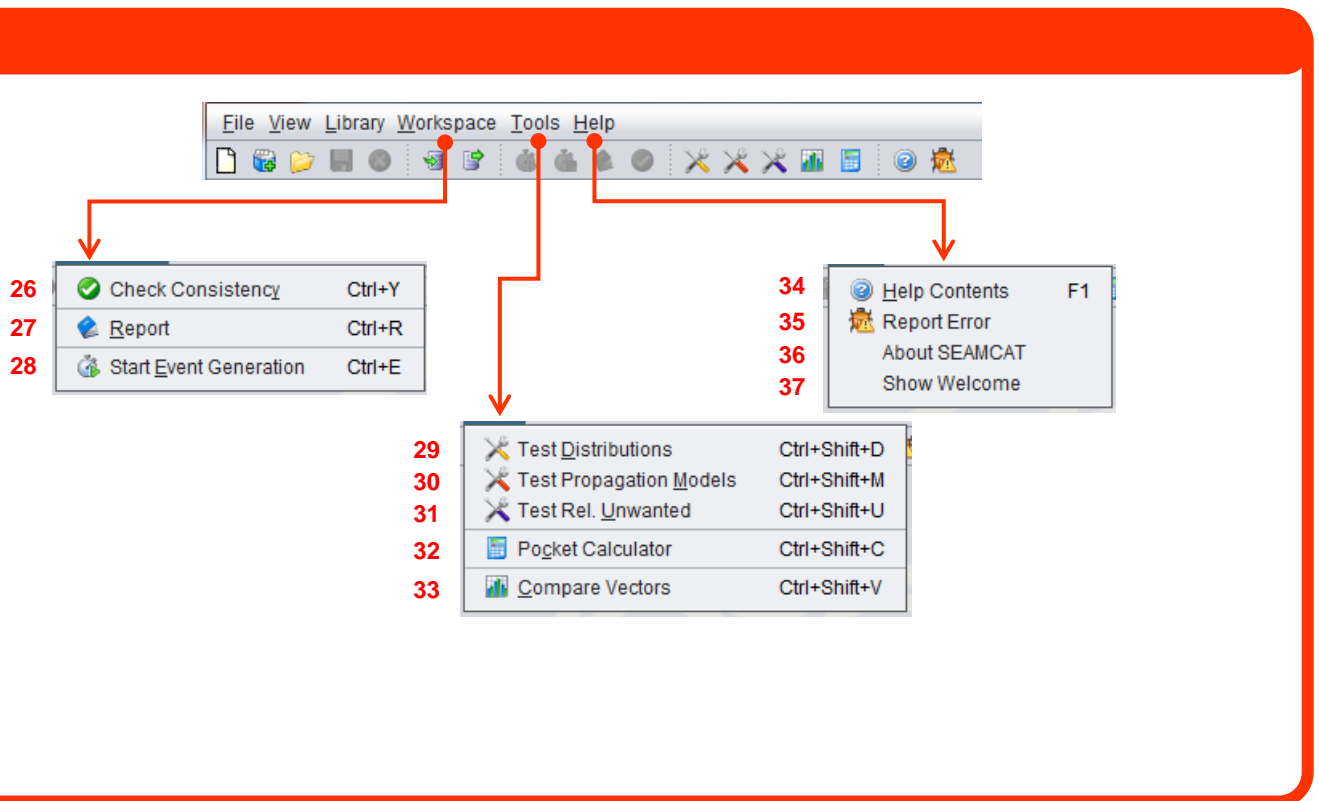 File View Library Workspace Tools Help
26 Check Consistency Ctrl+Y
27 Report Ctrl+R
28 Start Event Generation Ctrl+E
34 Help Contents F1
35 Report Error
36 About SEAMCAT
37 Show Welcome
29 Test Distributions Ctrl+Shift+D
30 Test Propagation Models Ctrl+Shift+M
31 Test Rel. Unwanted Ctrl+Shift+U
32 Pocket Calculator Ctrl+Shift+C
33 Compare Vectors Ctrl+Shift+V